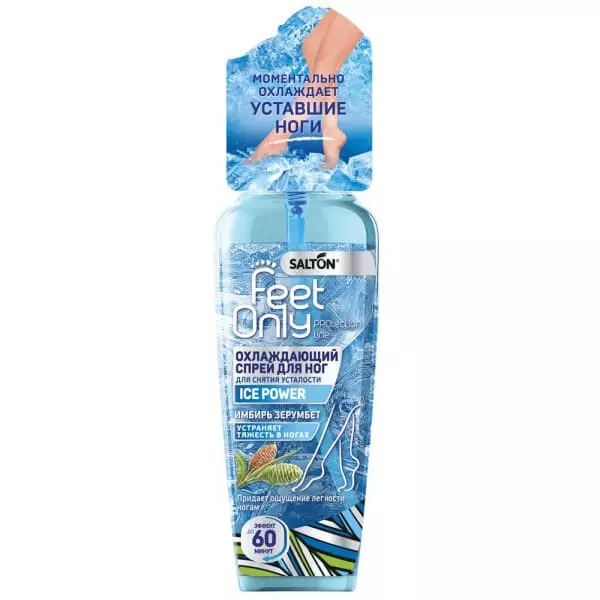 МОМЕНТАЛЬНО
ОХЛАЖДАЕТ
УСТАВШИЕ
НОГИ
SALTON®
feet
Only
PROtection
line
ОХЛАЖДАЮЩИЙ
СПРЕЙ ДЛЯ НОГ
ДЛЯ СНЯТИЯ УСТАЛОСТИ
ICE POWER
ИМБИРЬ ЗЕРУМБЕТ
УСТРАНЯЕТ
ТЯЖЕСТЬ В НОГАХ
Придает ощущение легкости
ногам
ЭФФЕКТ
ДО 60
МИНУТ